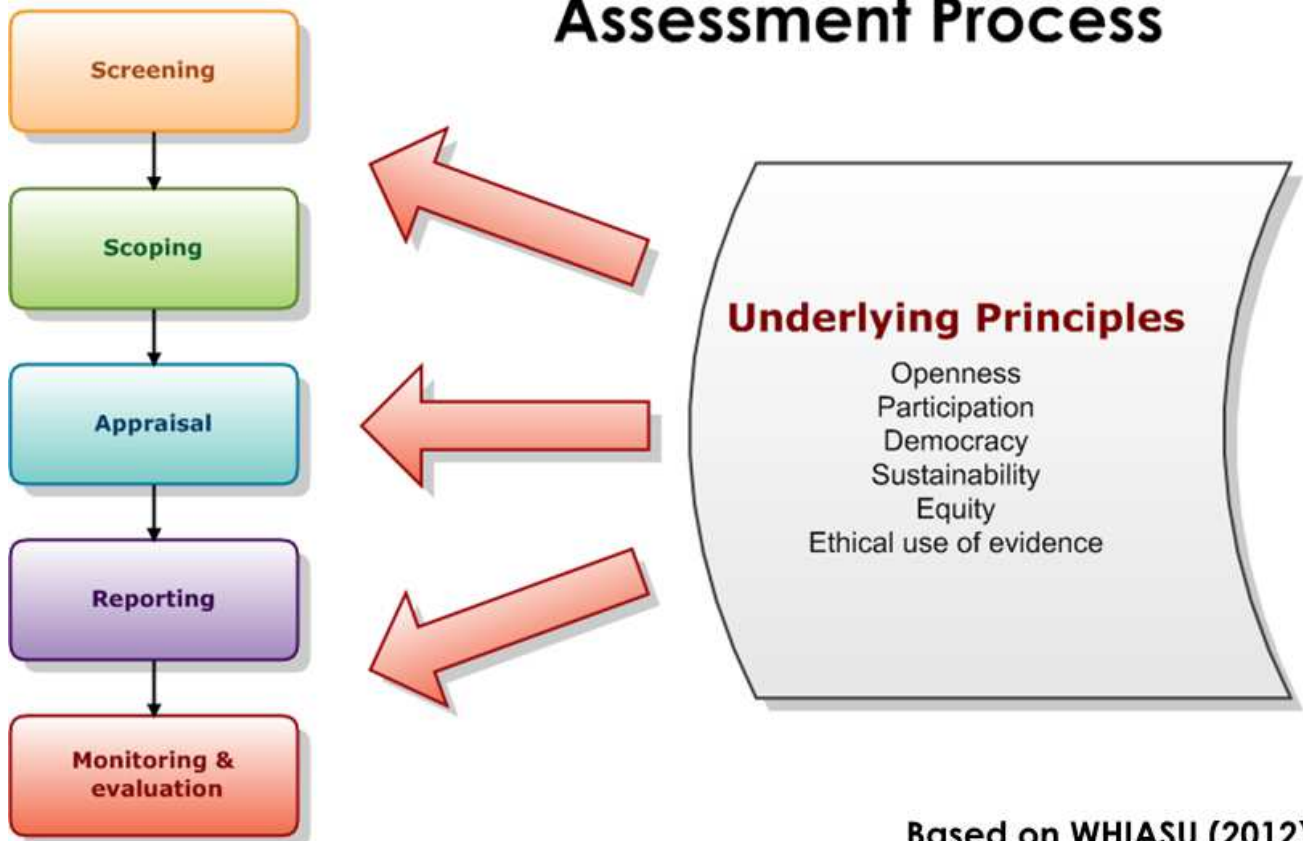 Assessment Process
Screening
Scoping
Appraisal
Reporting
Monitoring &
evaluation
Underlying Principles
Openness
Participation
Democracy
Sustainability
Equity
Ethical use of evidence
Based on WHIASU (2012)